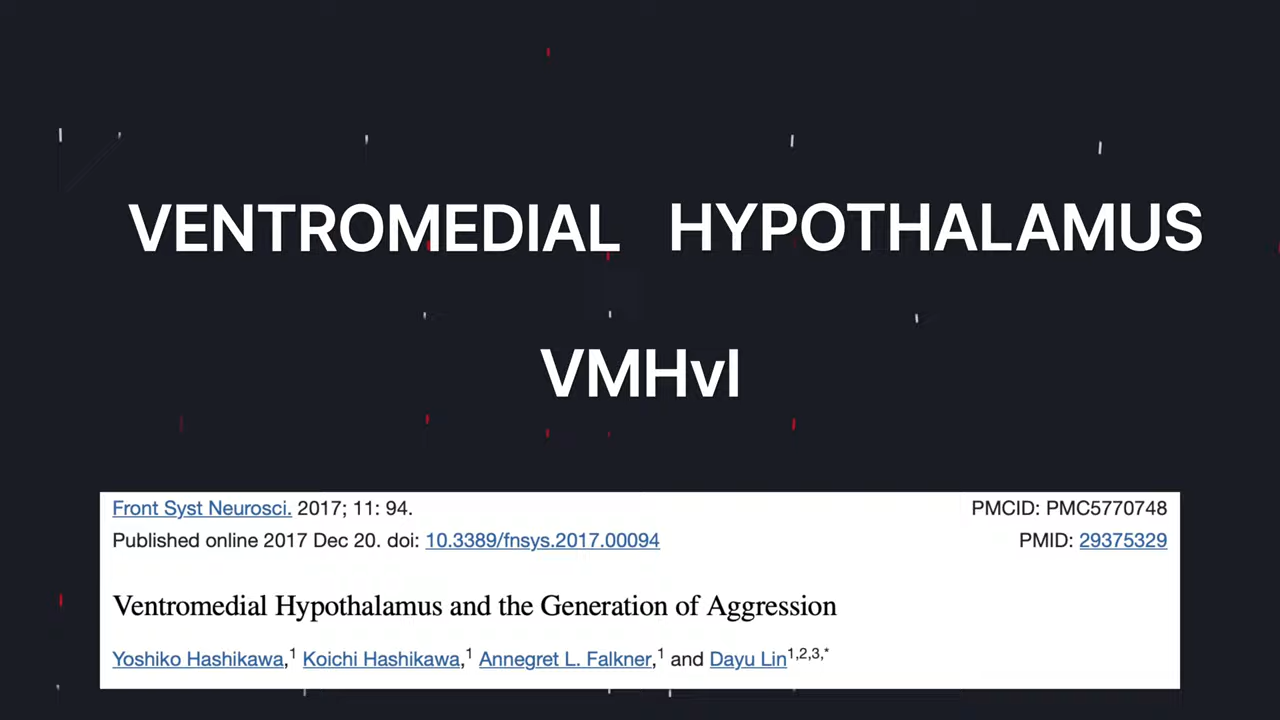 VENTROMEDIAL HYPOTHALAMUS
VMHvl
Front Syst Neurosci. 2017; 11: 94. PMCID: PMC5770748
Published online 2017 Dec 20. doi: 10.3389/fnsys.2017.00094 PMID: 29375329
Ventromedial Hypothalamus and the Generation of Aggression
Yoshiko Hashikawa,1 Koichi Hashikawa,1 Annegret L. Falkner,1 and Dayu Lin1,2,3,*